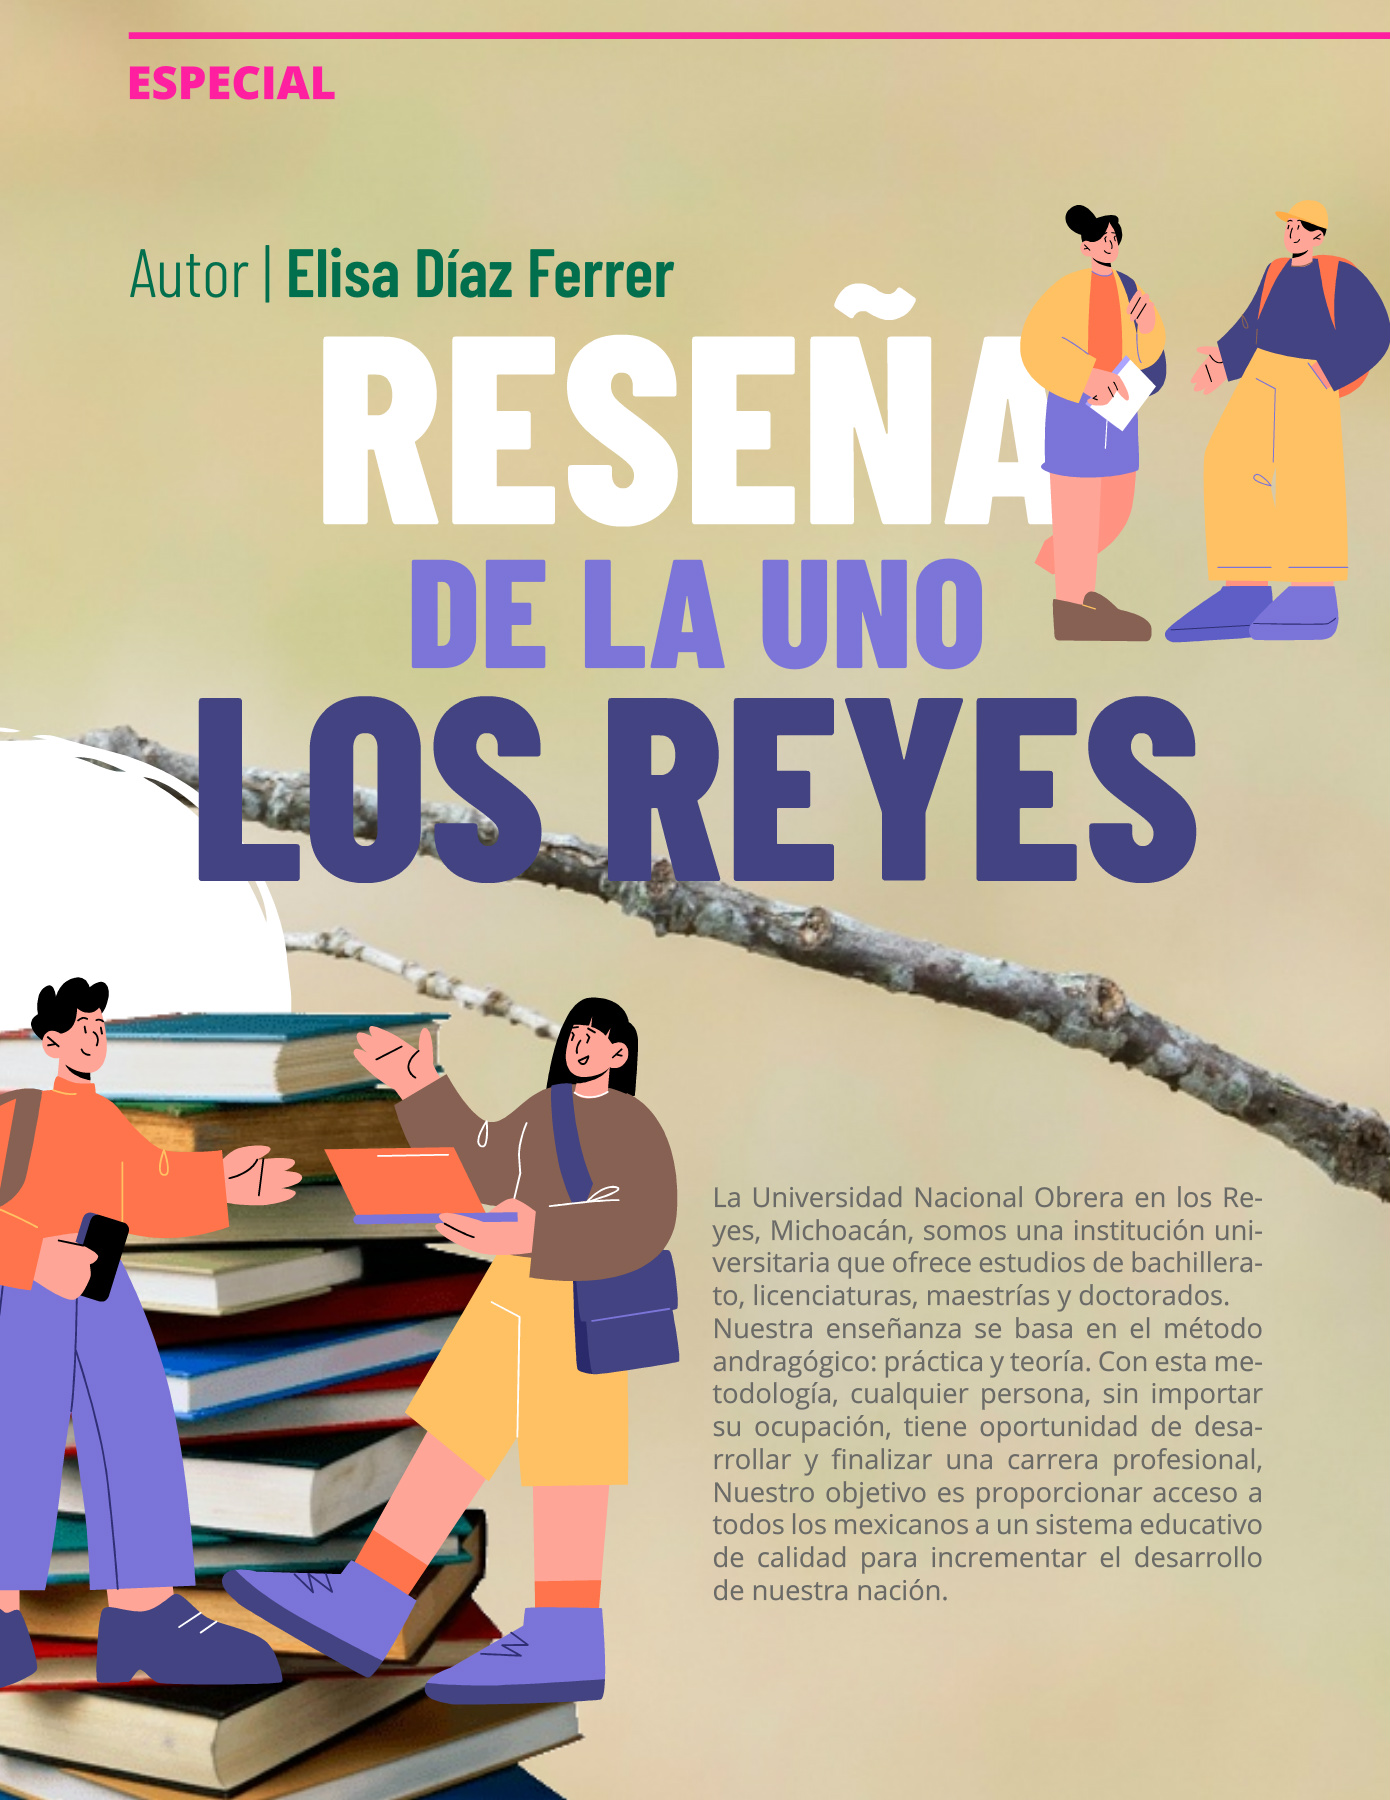 ESPECIAL
Autor | Elisa Díaz Ferrer
RESEÑA
DE LA UNO
LOS REYES
La Universidad Nacional Obrera en los Re-
yes, Michoacán, somos una institución uni-
versitaria que ofrece estudios de bachillera-
to, licenciaturas, maestrías y doctorados.
Nuestra enseñanza se basa en el método
andragógico: práctica y teoría. Con esta me-
todología, cualquier persona, sin importar
su ocupación, tiene oportunidad de desa-
rrollar y finalizar una carrera profesional,
Nuestro objetivo es proporcionar acceso a
todos los mexicanos a un sistema educativo
de calidad para incrementar el desarrollo
de nuestra nación.